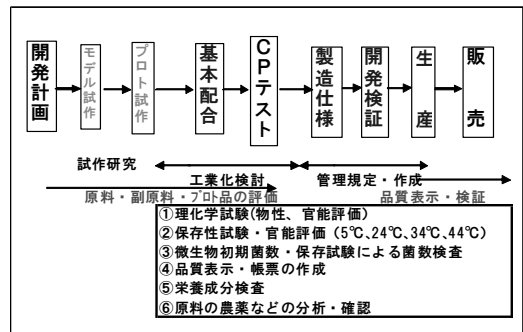 開発計画
モデル試作
プロト試作
基本配合
CPテスト
製造仕様
開発検証
生産
販売
試作研究
工業化検討
管理規定・作成
原料・副原料・プロト品の評価
品質表示・検証
①理化学試験(物性、官能評価)
②保存性試験・官能評価（5℃、24℃、34℃、44℃）
③微生物初期菌数・保存試験による菌数検査
④品質表示・帳票の作成
⑤栄養成分検査
⑥原料の農薬などの分析・確認